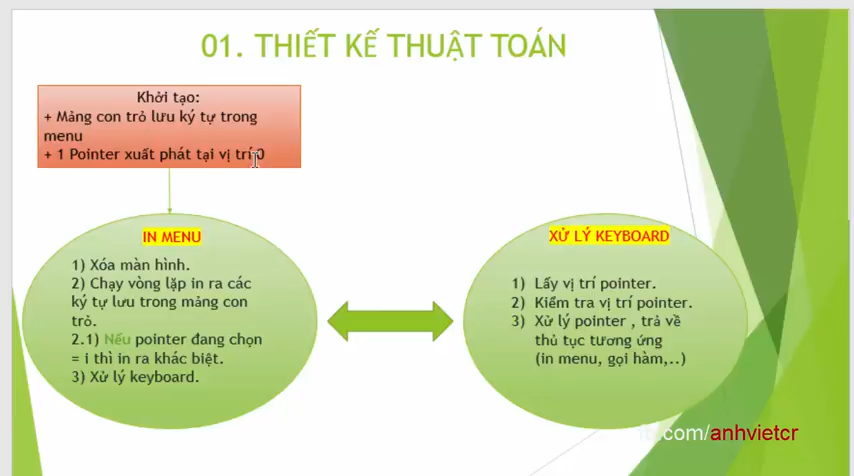 01. THIẾT KẾ THUẬT TOÁN
Khởi tạo:
+ Mảng con trỏ lưu ký tự trong
menu
+ 1 Pointer xuất phát tại vị trí 0
IN MENU
1) Xóa màn hình.
2) Chạy vòng lặp in ra các
ký tự lưu trong mảng con
trỏ.
2.1) Nếu pointer đang chọn
= i thì in ra khác biệt.
3) Xử lý keyboard.
XỬ LÝ KEYBOARD
1) Lấy vị trí pointer.
2) Kiểm tra vị trí pointer.
3) Xử lý pointer , trả về
thủ tục tương ứng
(in menu, gọi hàm,..)
.com/anhvietcr